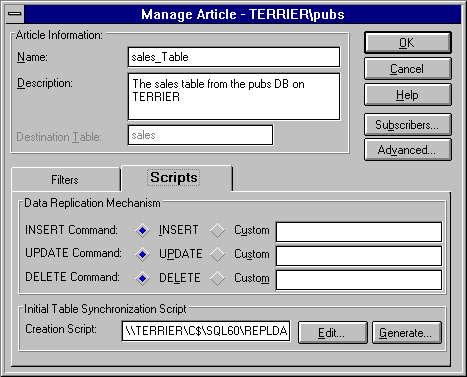 Manage Article - TERRIER\pubs
Article Information:
Name: sales_Table
Description: The sales table from the pubs DB on
TERRIER
Destination Table: sales
OK
Cancel
Help
Subscribers...
Advanced...
Filters Scripts
Data Replication Mechanism
INSERT Command: INSERT Custom
UPDATE Command: UPDATE Custom
DELETE Command: DELETE Custom
Initial Table Synchronization Script
Creation Script: \\TERRIER\C$\SQL60\REPLDA Edit... Generate...